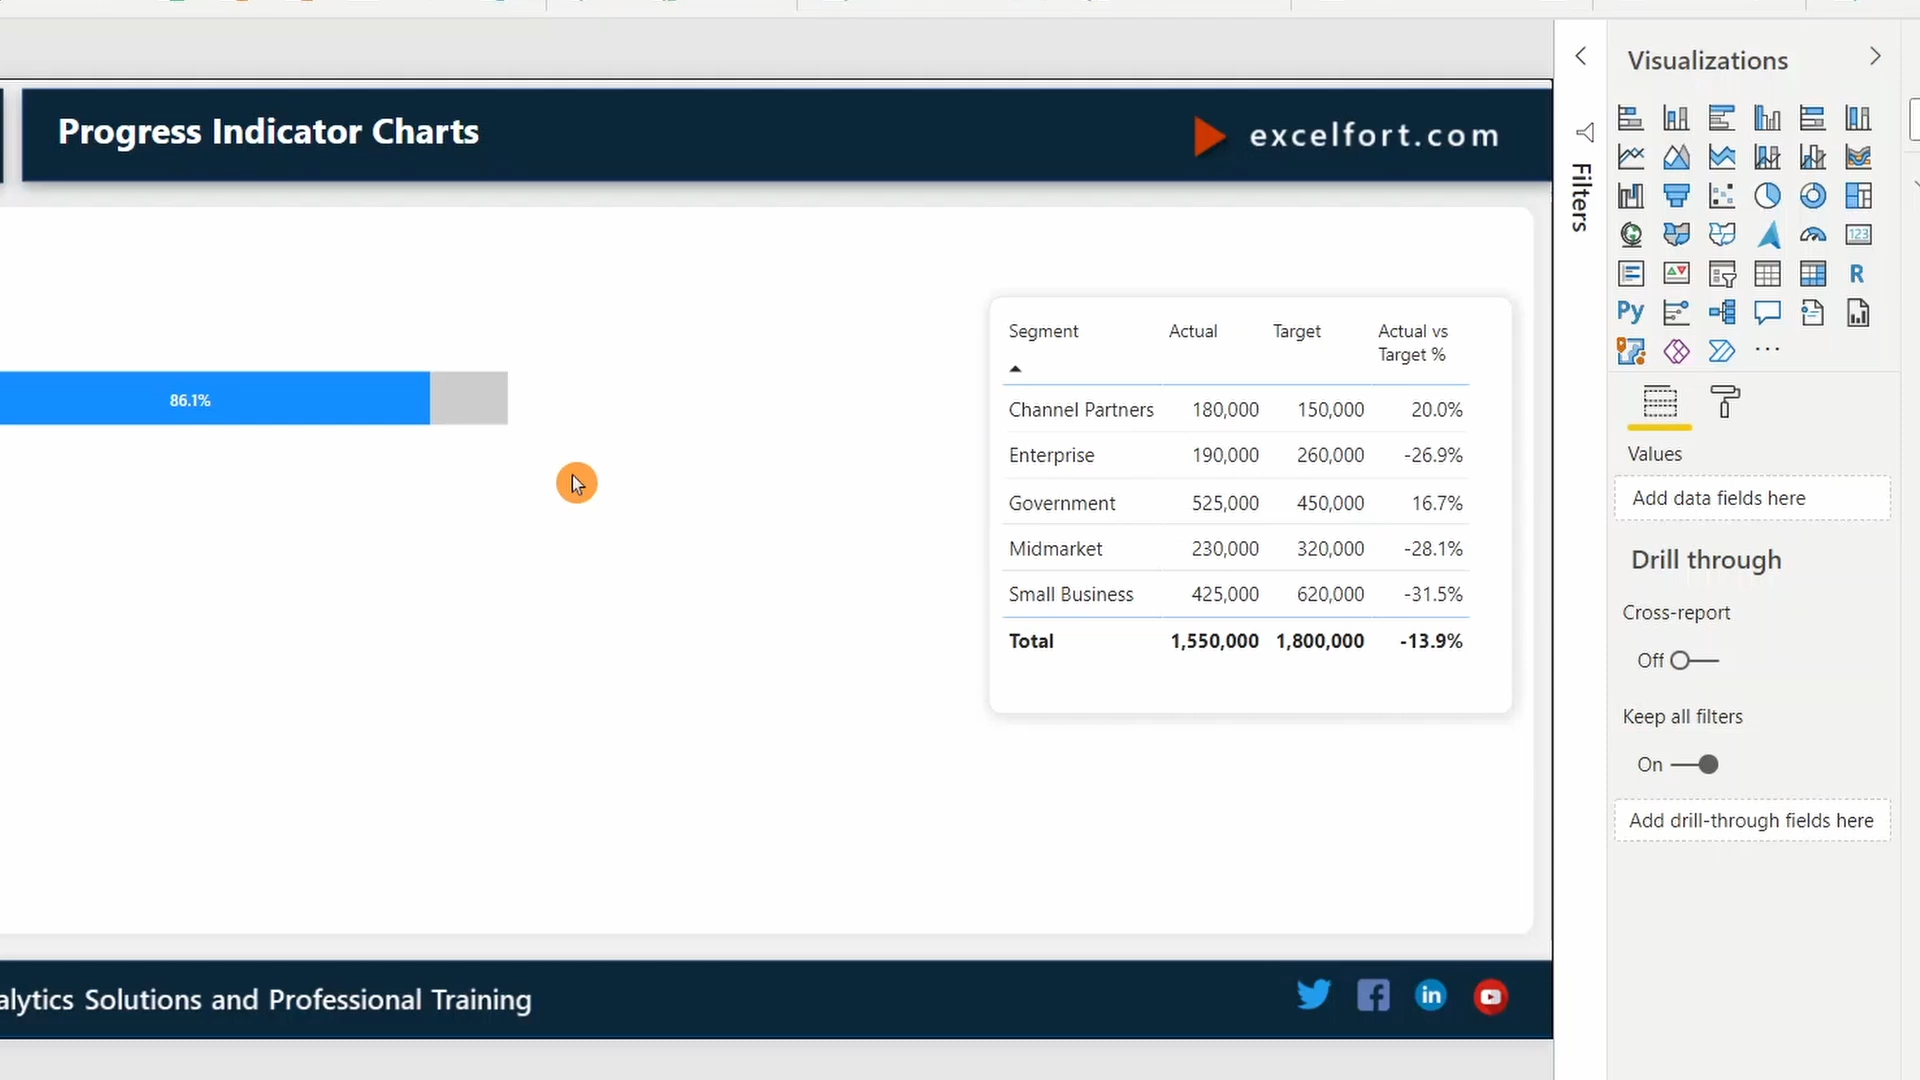 Progress Indicator Charts
excelfort.com
86.1%
Segment Actual Target Actual vs Target %
Channel Partners 180,000 150,000 20.0%
Enterprise 190,000 260,000 -26.9%
Government 525,000 450,000 16.7%
Midmarket 230,000 320,000 -28.1%
Small Business 425,000 620,000 -31.5%
Total 1,550,000 1,800,000 -13.9%
alytics Solutions and Professional Training
in
Filters
Visualizations
123
R
Py
...
Values
Add data fields here
Drill through
Cross-report
Off
Keep all filters
On
Add drill-through fields here